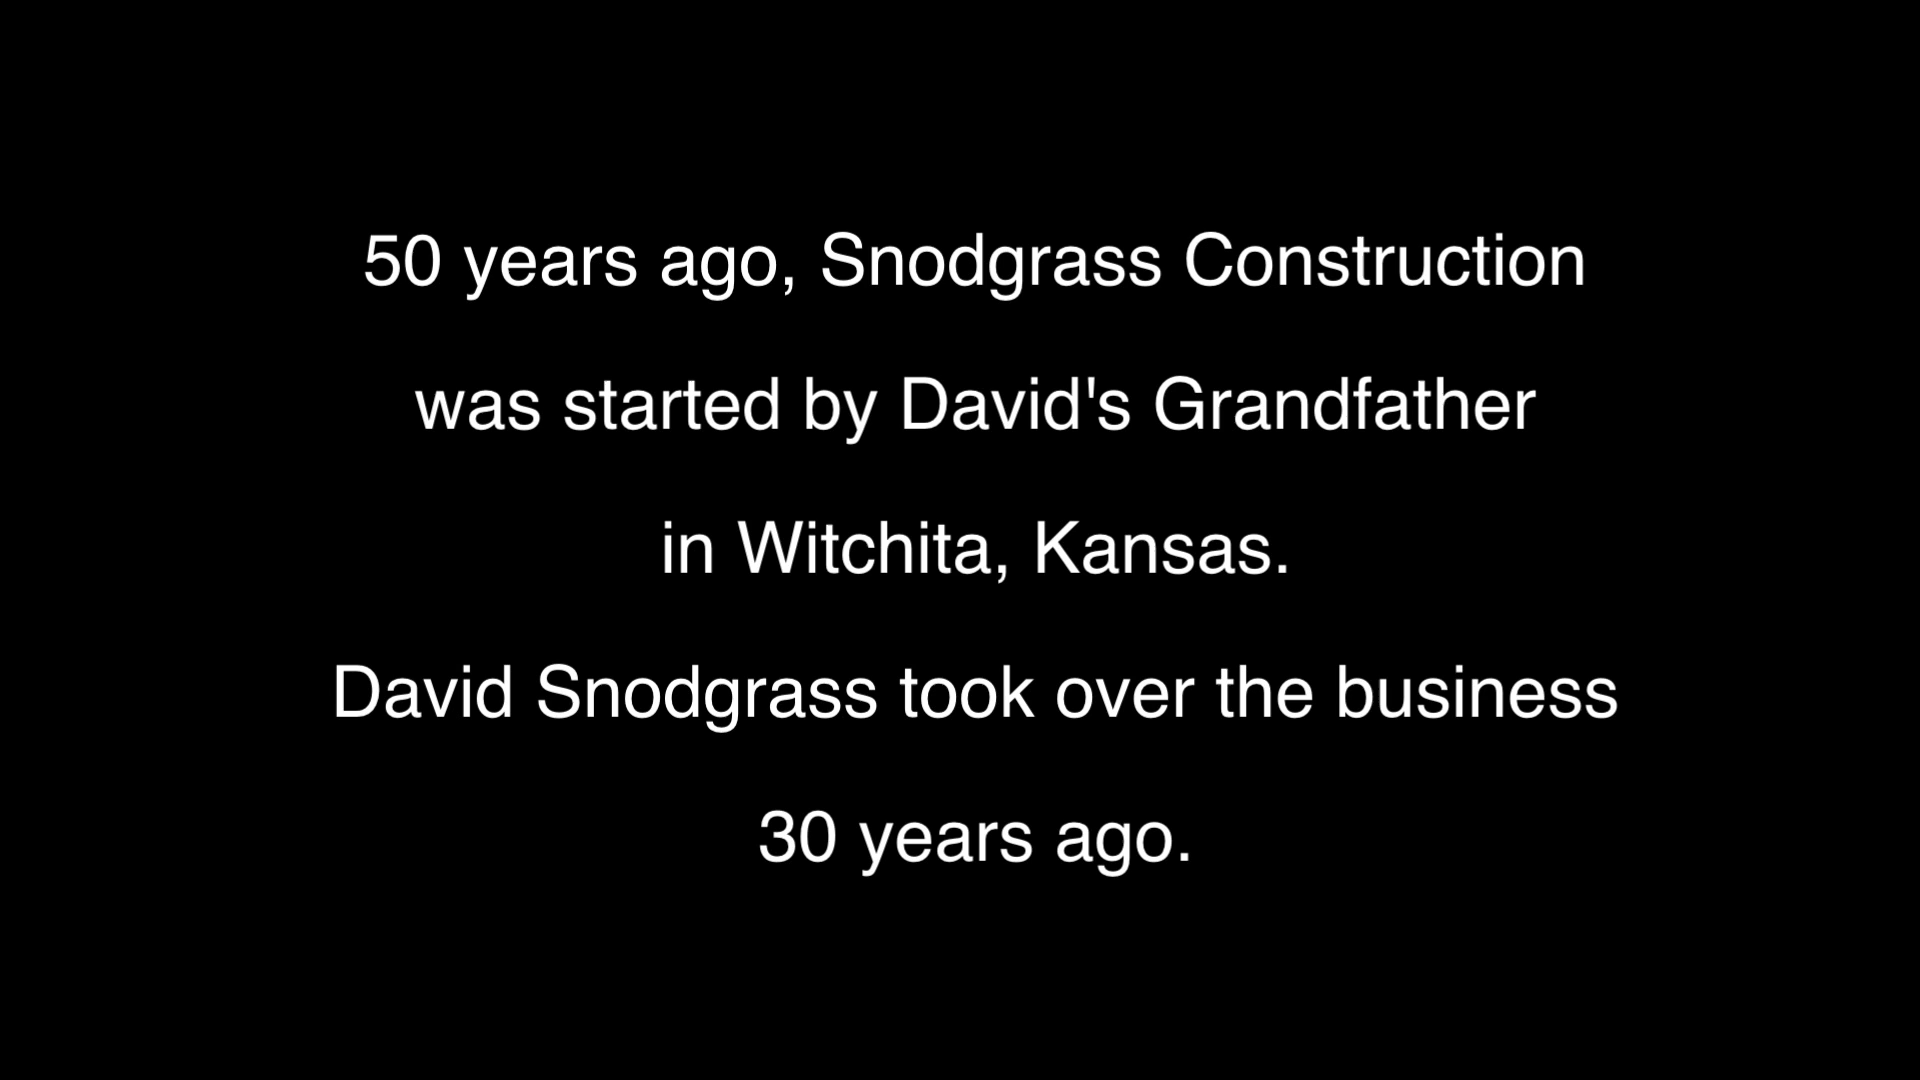 50 years ago, Snodgrass Construction
was started by David's Grandfather
in Witchita, Kansas.
David Snodgrass took over the business
30 years ago.